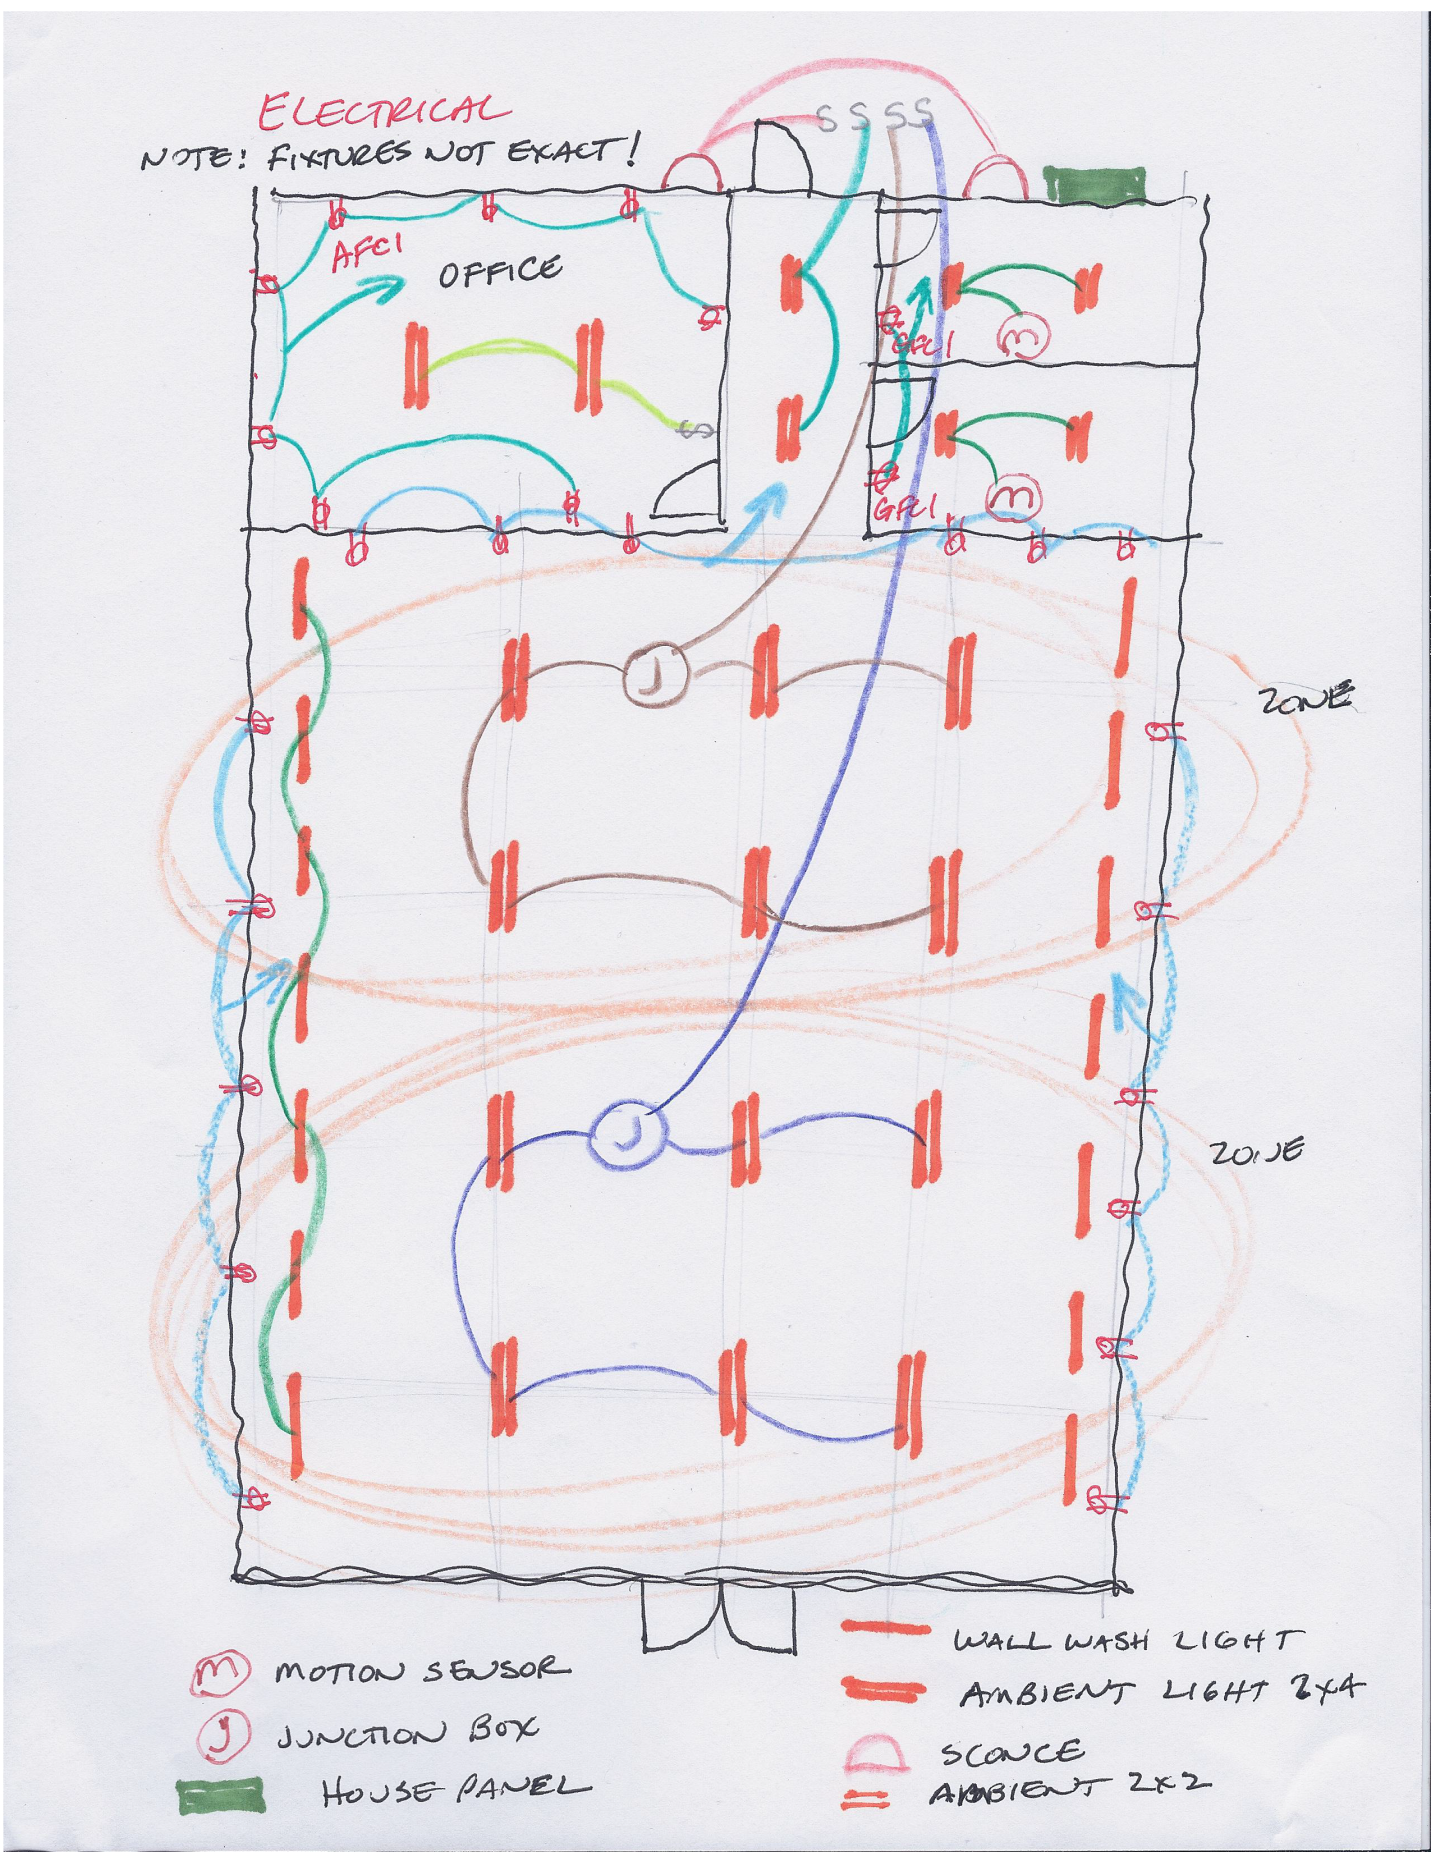 ELECTRICAL
NOTE: FIXTURES NOT EXACT!
S S S S
AFCI
OFFICE
GFCI
M
S
GFCI
M
J
ZONE
J
ZONE
WALL WASH LIGHT
M MOTION SENSOR
AMBIENT LIGHT 2X4
J JUNCTION BOX
SCONCE
HOUSE PANEL
AMBIENT 2X2